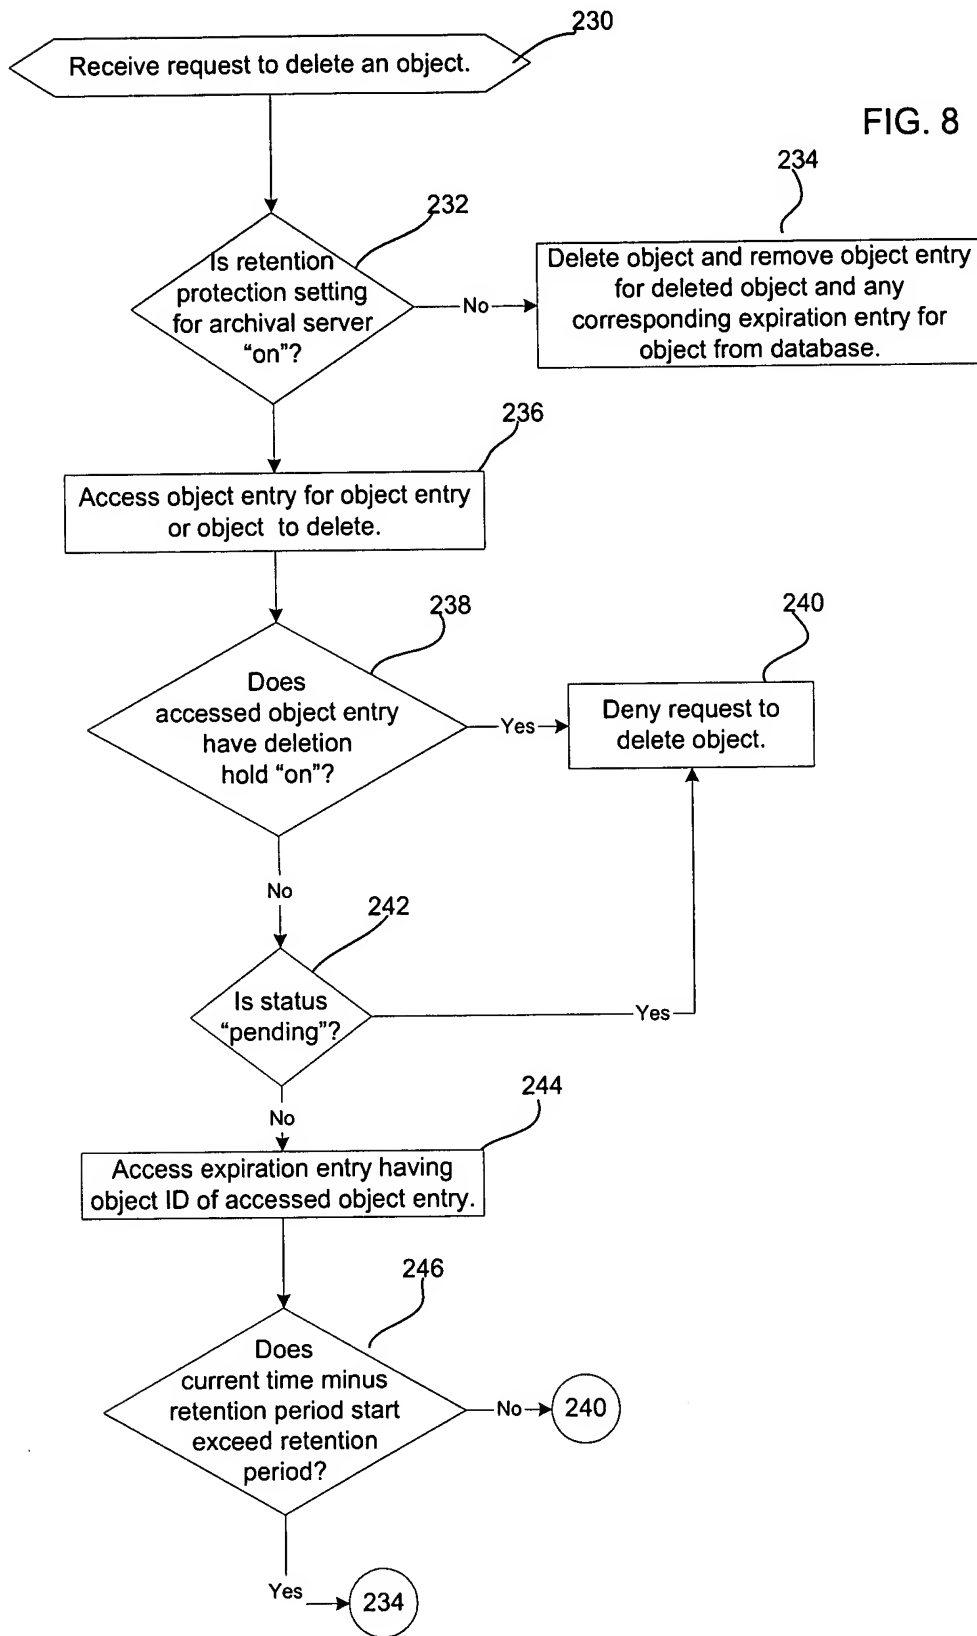 230
Receive request to delete an object.
FIG. 8
234
232
Is retention
protection setting
for archival server
“on”?
No
Delete object and remove object entry
for deleted object and any
corresponding expiration entry for
object from database.
236
Access object entry for object entry
or object to delete.
238
240
Does
accessed object entry
have deletion
hold “on”?
Yes
Deny request to
delete object.
No
242
Is status
“pending”?
Yes
No
244
Access expiration entry having
object ID of accessed object entry.
246
Does
current time minus
retention period start
exceed retention
period?
No
240
Yes
234